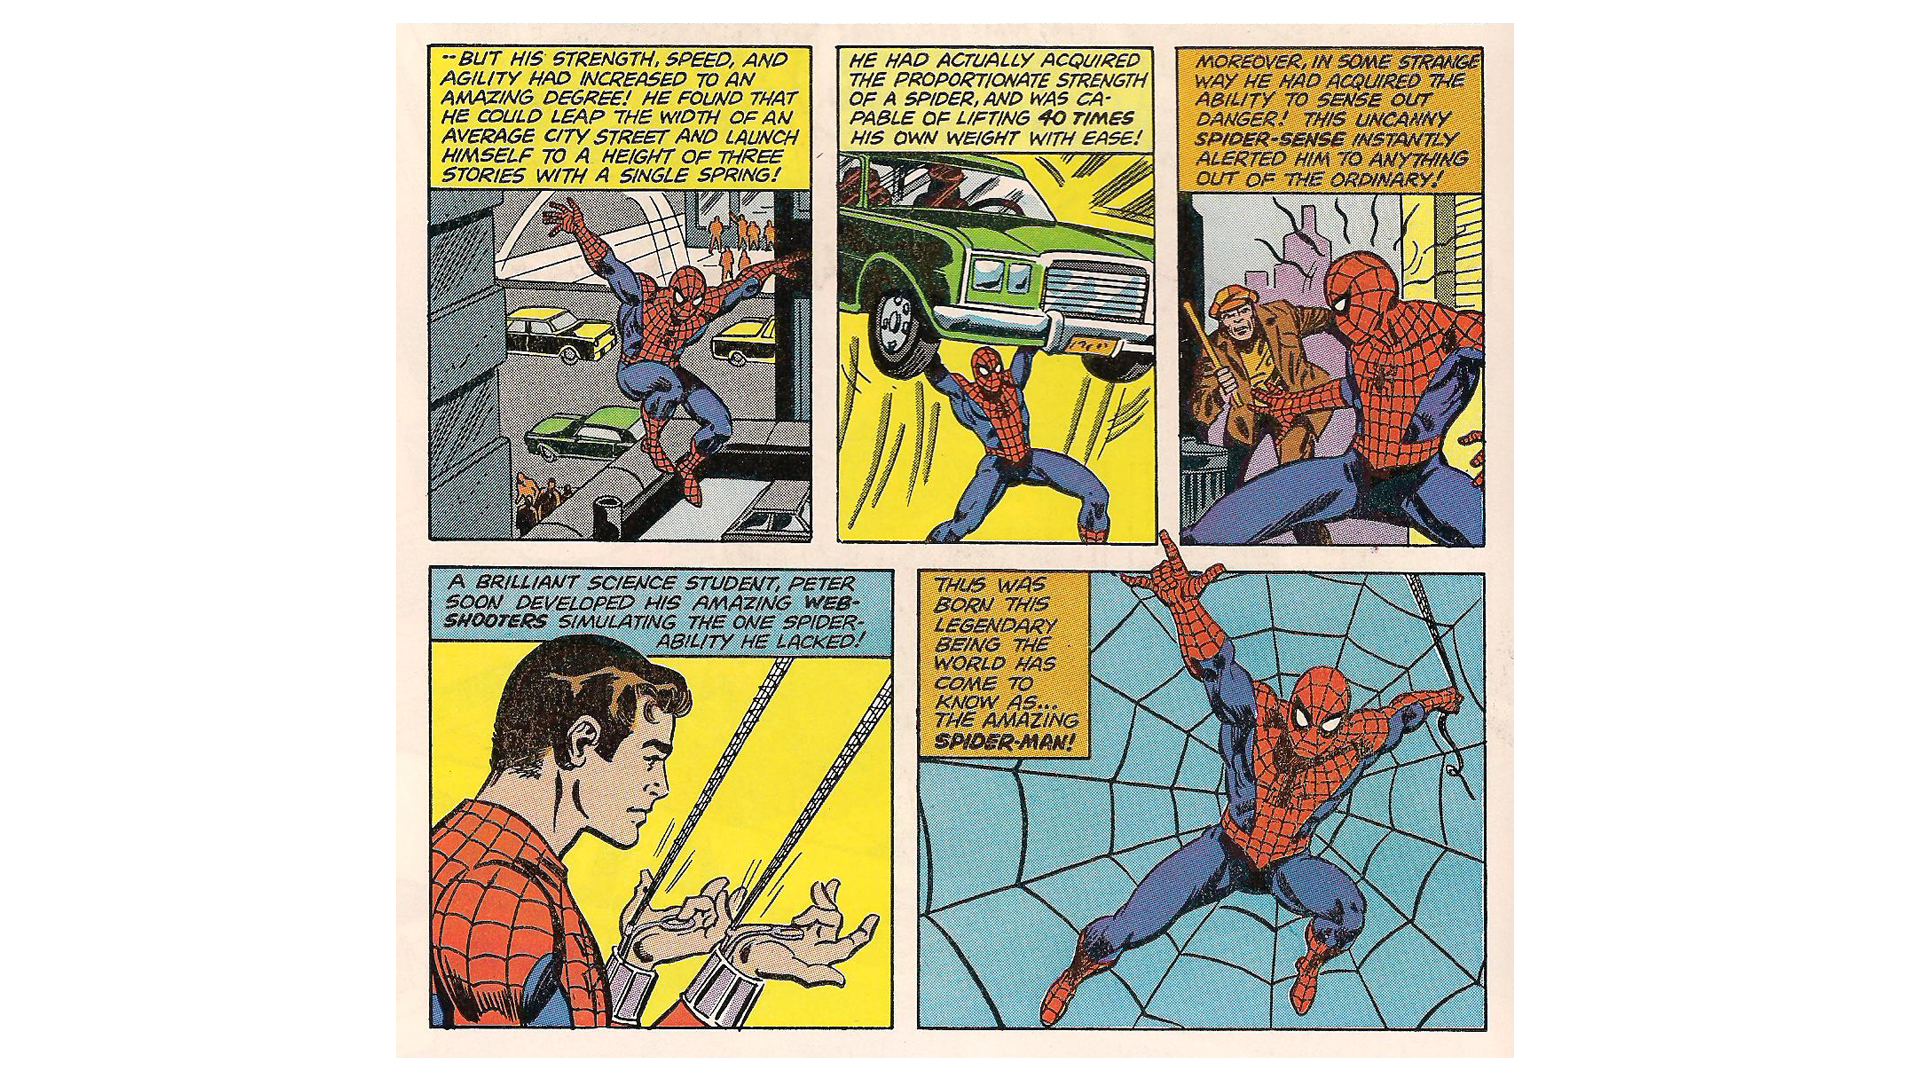 --BUT HIS STRENGTH, SPEED, AND
AGILITY HAD INCREASED TO AN
AMAZING DEGREE! HE FOUND THAT
HE COULD LEAP THE WIDTH OF AN
AVERAGE CITY STREET AND LAUNCH
HIMSELF TO A HEIGHT OF THREE
STORIES WITH A SINGLE SPRING!
HE HAD ACTUALLY ACQUIRED
THE PROPORTIONATE STRENGTH
OF A SPIDER, AND WAS CA-
PABLE OF LIFTING 40 TIMES
HIS OWN WEIGHT WITH EASE!
MOREOVER, IN SOME STRANGE
WAY HE HAD ACQUIRED THE
ABILITY TO SENSE OUT
DANGER! THIS UNCANNY
SPIDER-SENSE INSTANTLY
ALERTED HIM TO ANYTHING
OUT OF THE ORDINARY!
A BRILLIANT SCIENCE STUDENT, PETER
SOON DEVELOPED HIS AMAZING WEB-
SHOOTERS SIMULATING THE ONE SPIDER-
ABILITY HE LACKED!
THUS WAS
BORN THIS
LEGENDARY
BEING THE
WORLD HAS
COME TO
KNOW AS...
THE AMAZING
SPIDER-MAN!